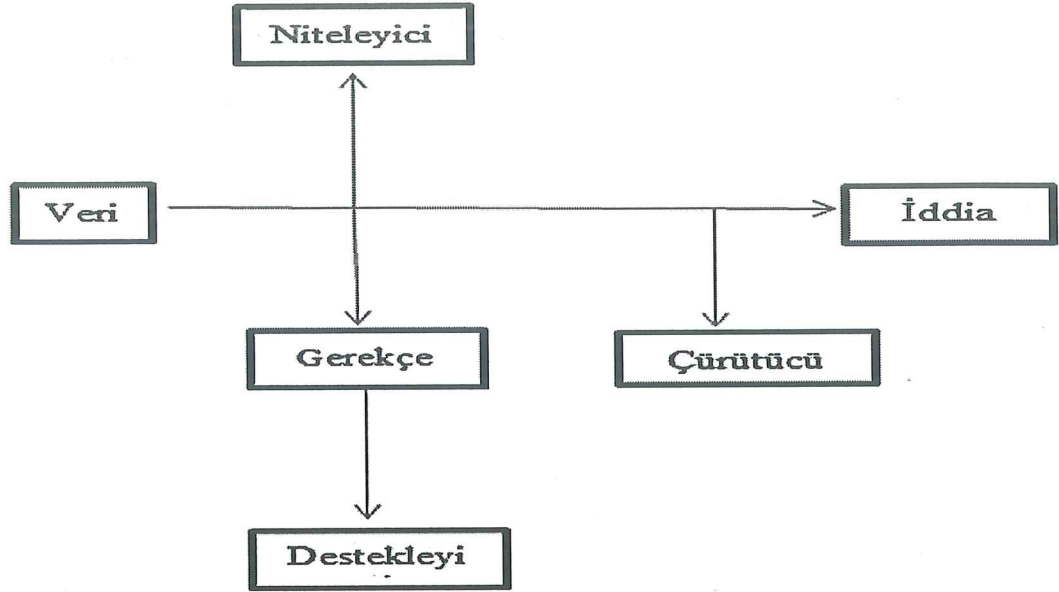 Niteleyici
Veri
İddia
Gerekçe
Çürütücü
Destekleyi